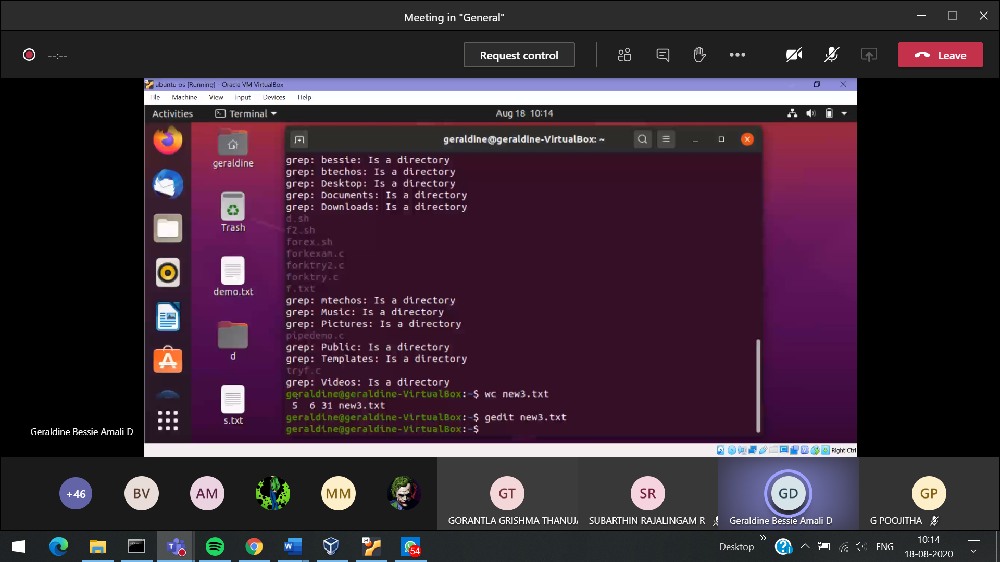 Meeting in "General"
--:--
Request control
Leave
ubuntu os [Running] - Oracle VM VirtualBox
File Machine View Input Devices Help
Activities Terminal Aug 18 10:14
geraldine@geraldine-VirtualBox: ~
geraldine
Trash
demo.txt
d
s.txt
grep: bessie: Is a directory
grep: btechos: Is a directory
grep: Desktop: Is a directory
grep: Documents: Is a directory
grep: Downloads: Is a directory
d.sh
f2.sh
forex.sh
forkexam.c
forktry2.c
forktry.c
f.txt
grep: mtechos: Is a directory
grep: Music: Is a directory
grep: Pictures: Is a directory
pipedemo.c
grep: Public: Is a directory
grep: Templates: Is a directory
tryf.c
grep: Videos: Is a directory
geraldine@geraldine-VirtualBox:~$ wc new3.txt
5 6 31 new3.txt
geraldine@geraldine-VirtualBox:~$ gedit new3.txt
geraldine@geraldine-VirtualBox:~$
Right Ctrl
Geraldine Bessie Amali D
+46 BV AM MM GT SR GD GP
GORANTLA GRISHMA THANUJA SUBARTHIN RAJALINGAM R Geraldine Bessie Amali D G POOJITHA
64
54
Desktop
ENG
10:14
18-08-2020